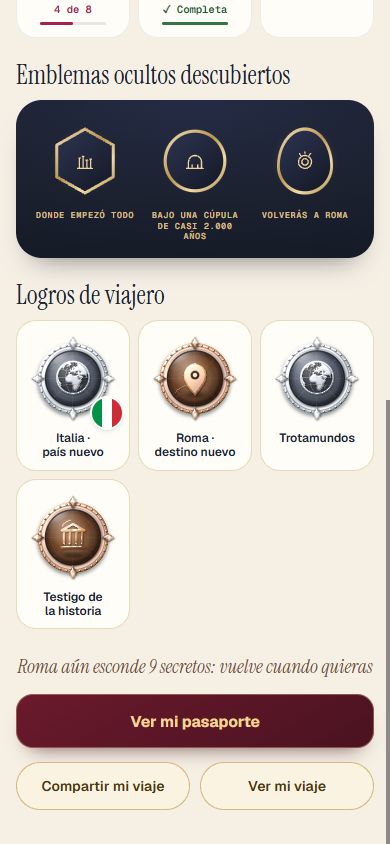 4 de 8
✓ Completa
Emblemas ocultos descubiertos
DONDE EMPEZÓ TODO
BAJO UNA CÚPULA
DE CASI 2.000
AÑOS
VOLVERÁS A ROMA
Logros de viajero
Italia ·
país nuevo
Roma ·
destino nuevo
Trotamundos
Testigo de
la historia
Roma aún esconde 9 secretos: vuelve cuando quieras
Ver mi pasaporte
Compartir mi viaje
Ver mi viaje